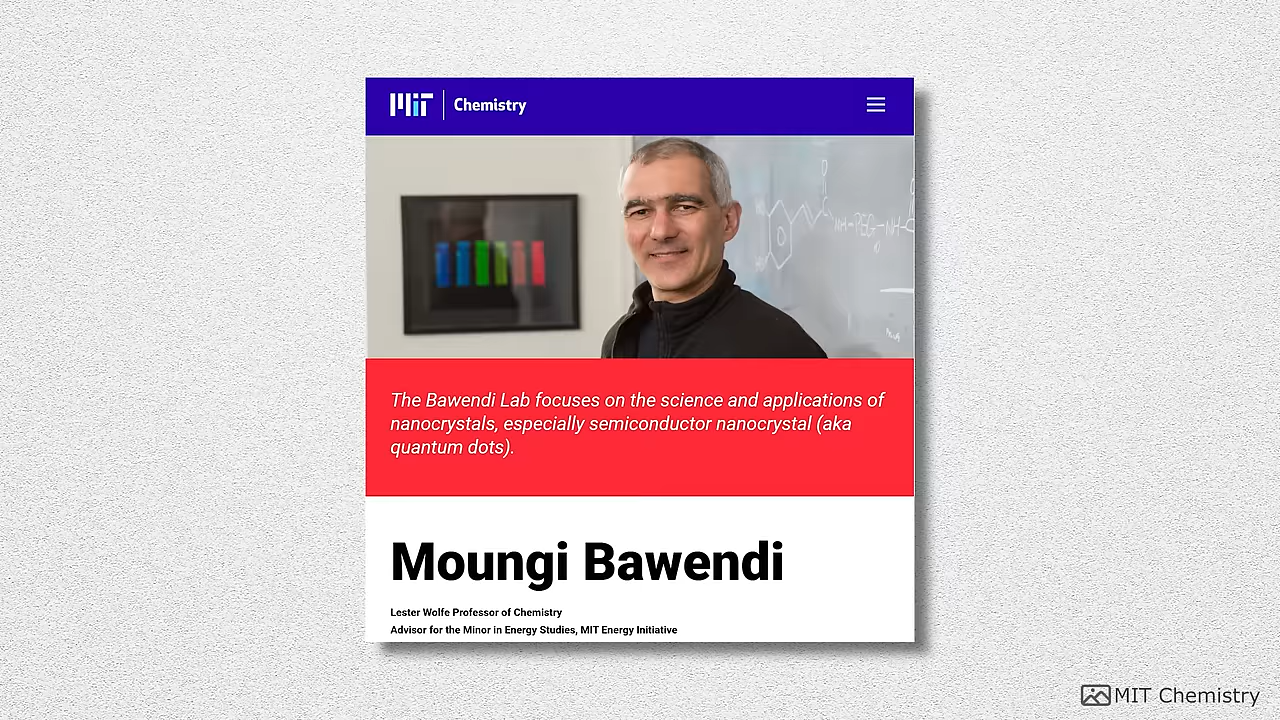 MIT Chemistry
The Bawendi Lab focuses on the science and applications of
nanocrystals, especially semiconductor nanocrystal (aka
quantum dots).
Moungi Bawendi
Lester Wolfe Professor of Chemistry
Advisor for the Minor in Energy Studies, MIT Energy Initiative
MIT Chemistry